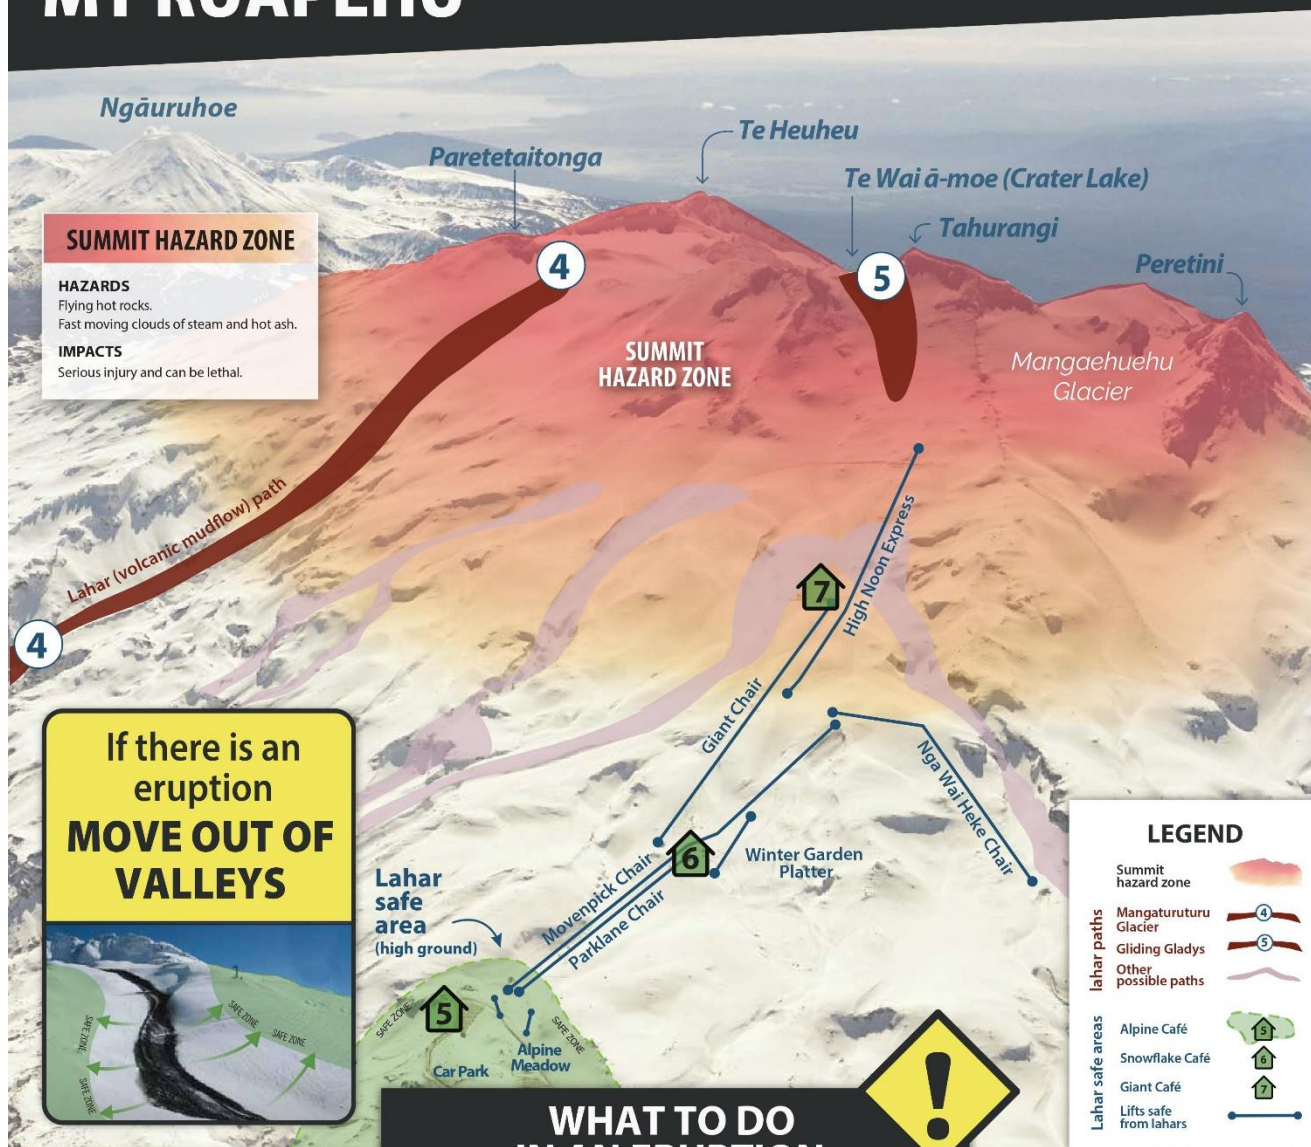 MT RUAPEHU
Ngāuruhoe
Paretetaitonga
Te Heuheu
Te Wai ā-moe (Crater Lake)
Tahurangi
Peretini
SUMMIT HAZARD ZONE
HAZARDS
Flying hot rocks.
Fast moving clouds of steam and hot ash.
IMPACTS
Serious injury and can be lethal.
4
5
SUMMIT
HAZARD ZONE
Mangaehuehu
Glacier
Lahar (volcanic mudflow) path
4
7
High Noon Express
Giant Chair
Nga Wai Heke Chair
6
Winter Garden
Platter
Movenpick Chair
Parklane Chair
If there is an
eruption
MOVE OUT OF
VALLEYS
SAFE ZONE
SAFE ZONE
SAFE ZONE
SAFE ZONE
Lahar
safe
area
(high ground)
SAFE ZONE
5
SAFE ZONE
Car Park
Alpine
Meadow
WHAT TO DO
IN AN ERUPTION
!
LEGEND
Summit
hazard zone
lahar paths
Mangaturuturu
Glacier
4
Gliding Gladys
5
Other
possible paths
Lahar safe areas
Alpine Café
5
Snowflake Café
6
Giant Café
7
Lifts safe
from lahars